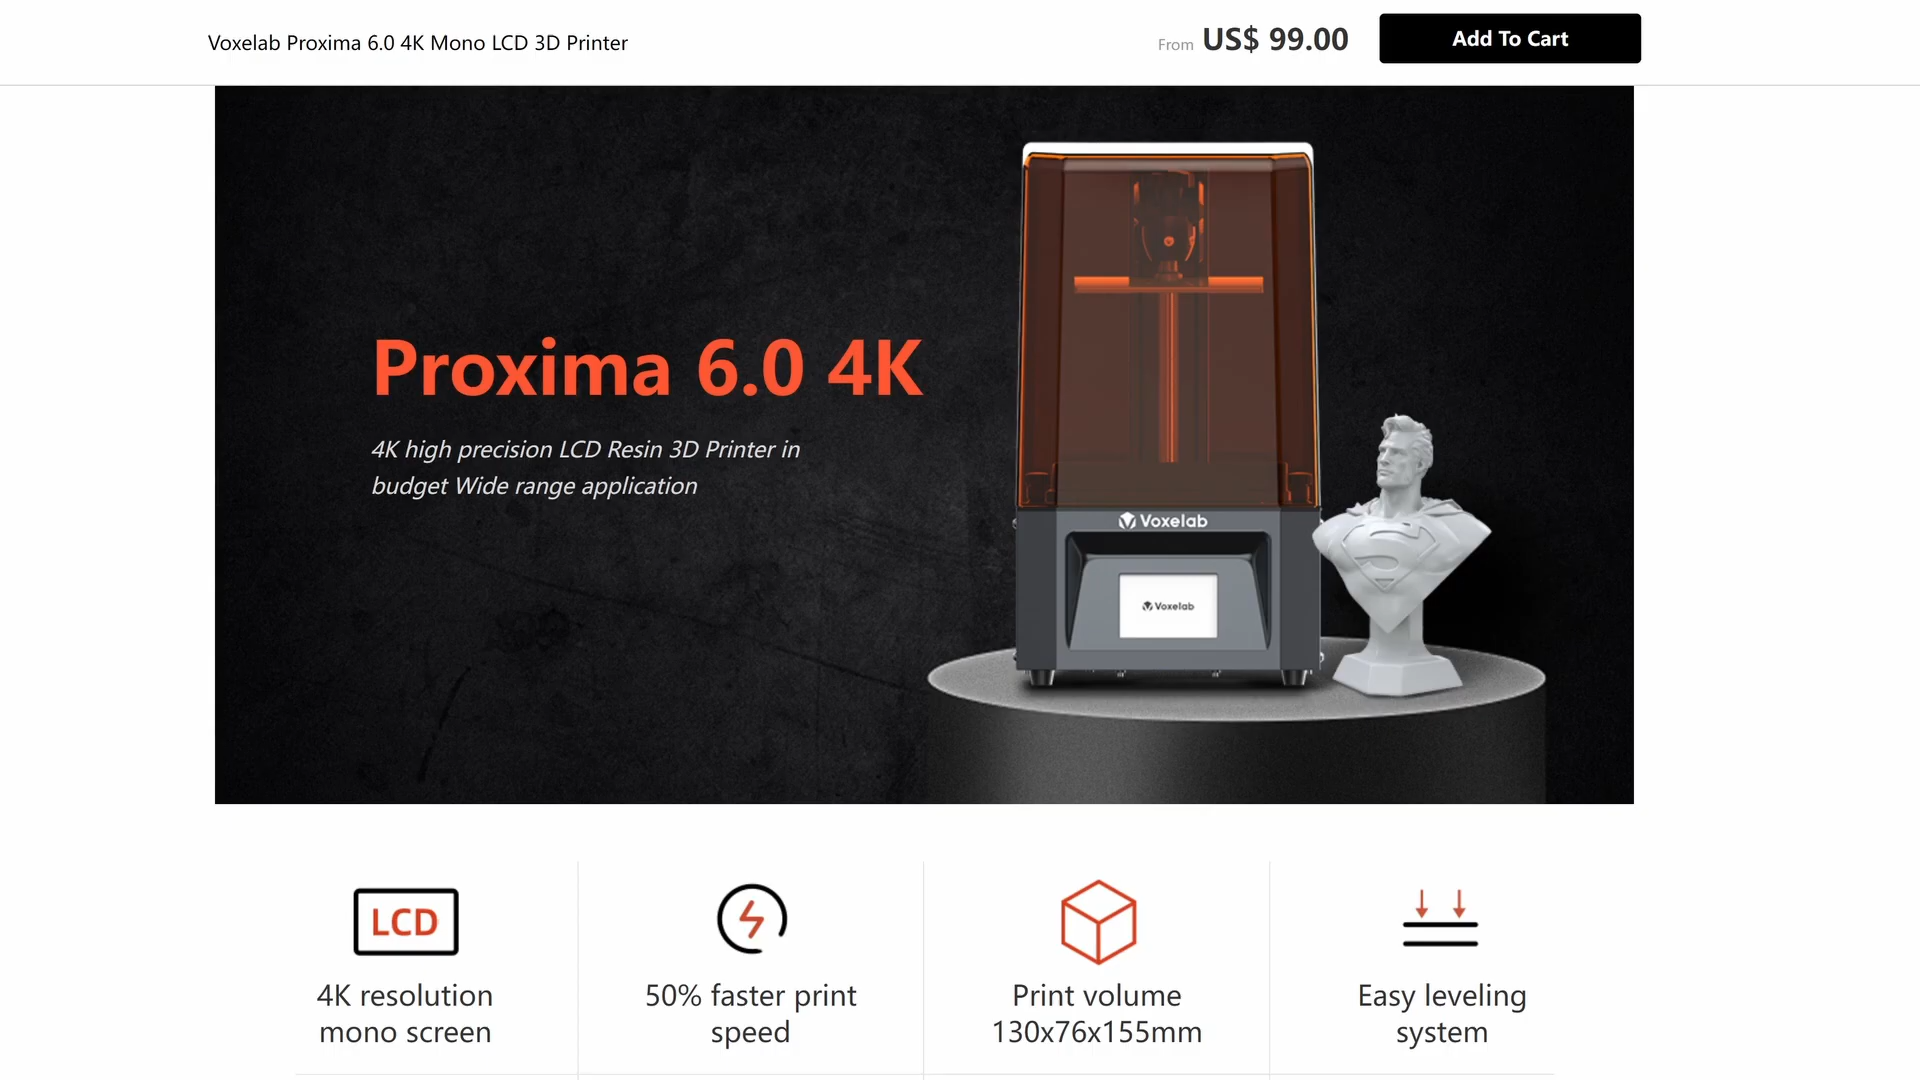 Voxelab Proxima 6.0 4K Mono LCD 3D Printer
From US$ 99.00
Add To Cart
Proxima 6.0 4K
4K high precision LCD Resin 3D Printer in
budget Wide range application
Voxelab
Voxelab
LCD
4K resolution
mono screen
50% faster print
speed
Print volume
130x76x155mm
Easy leveling
system